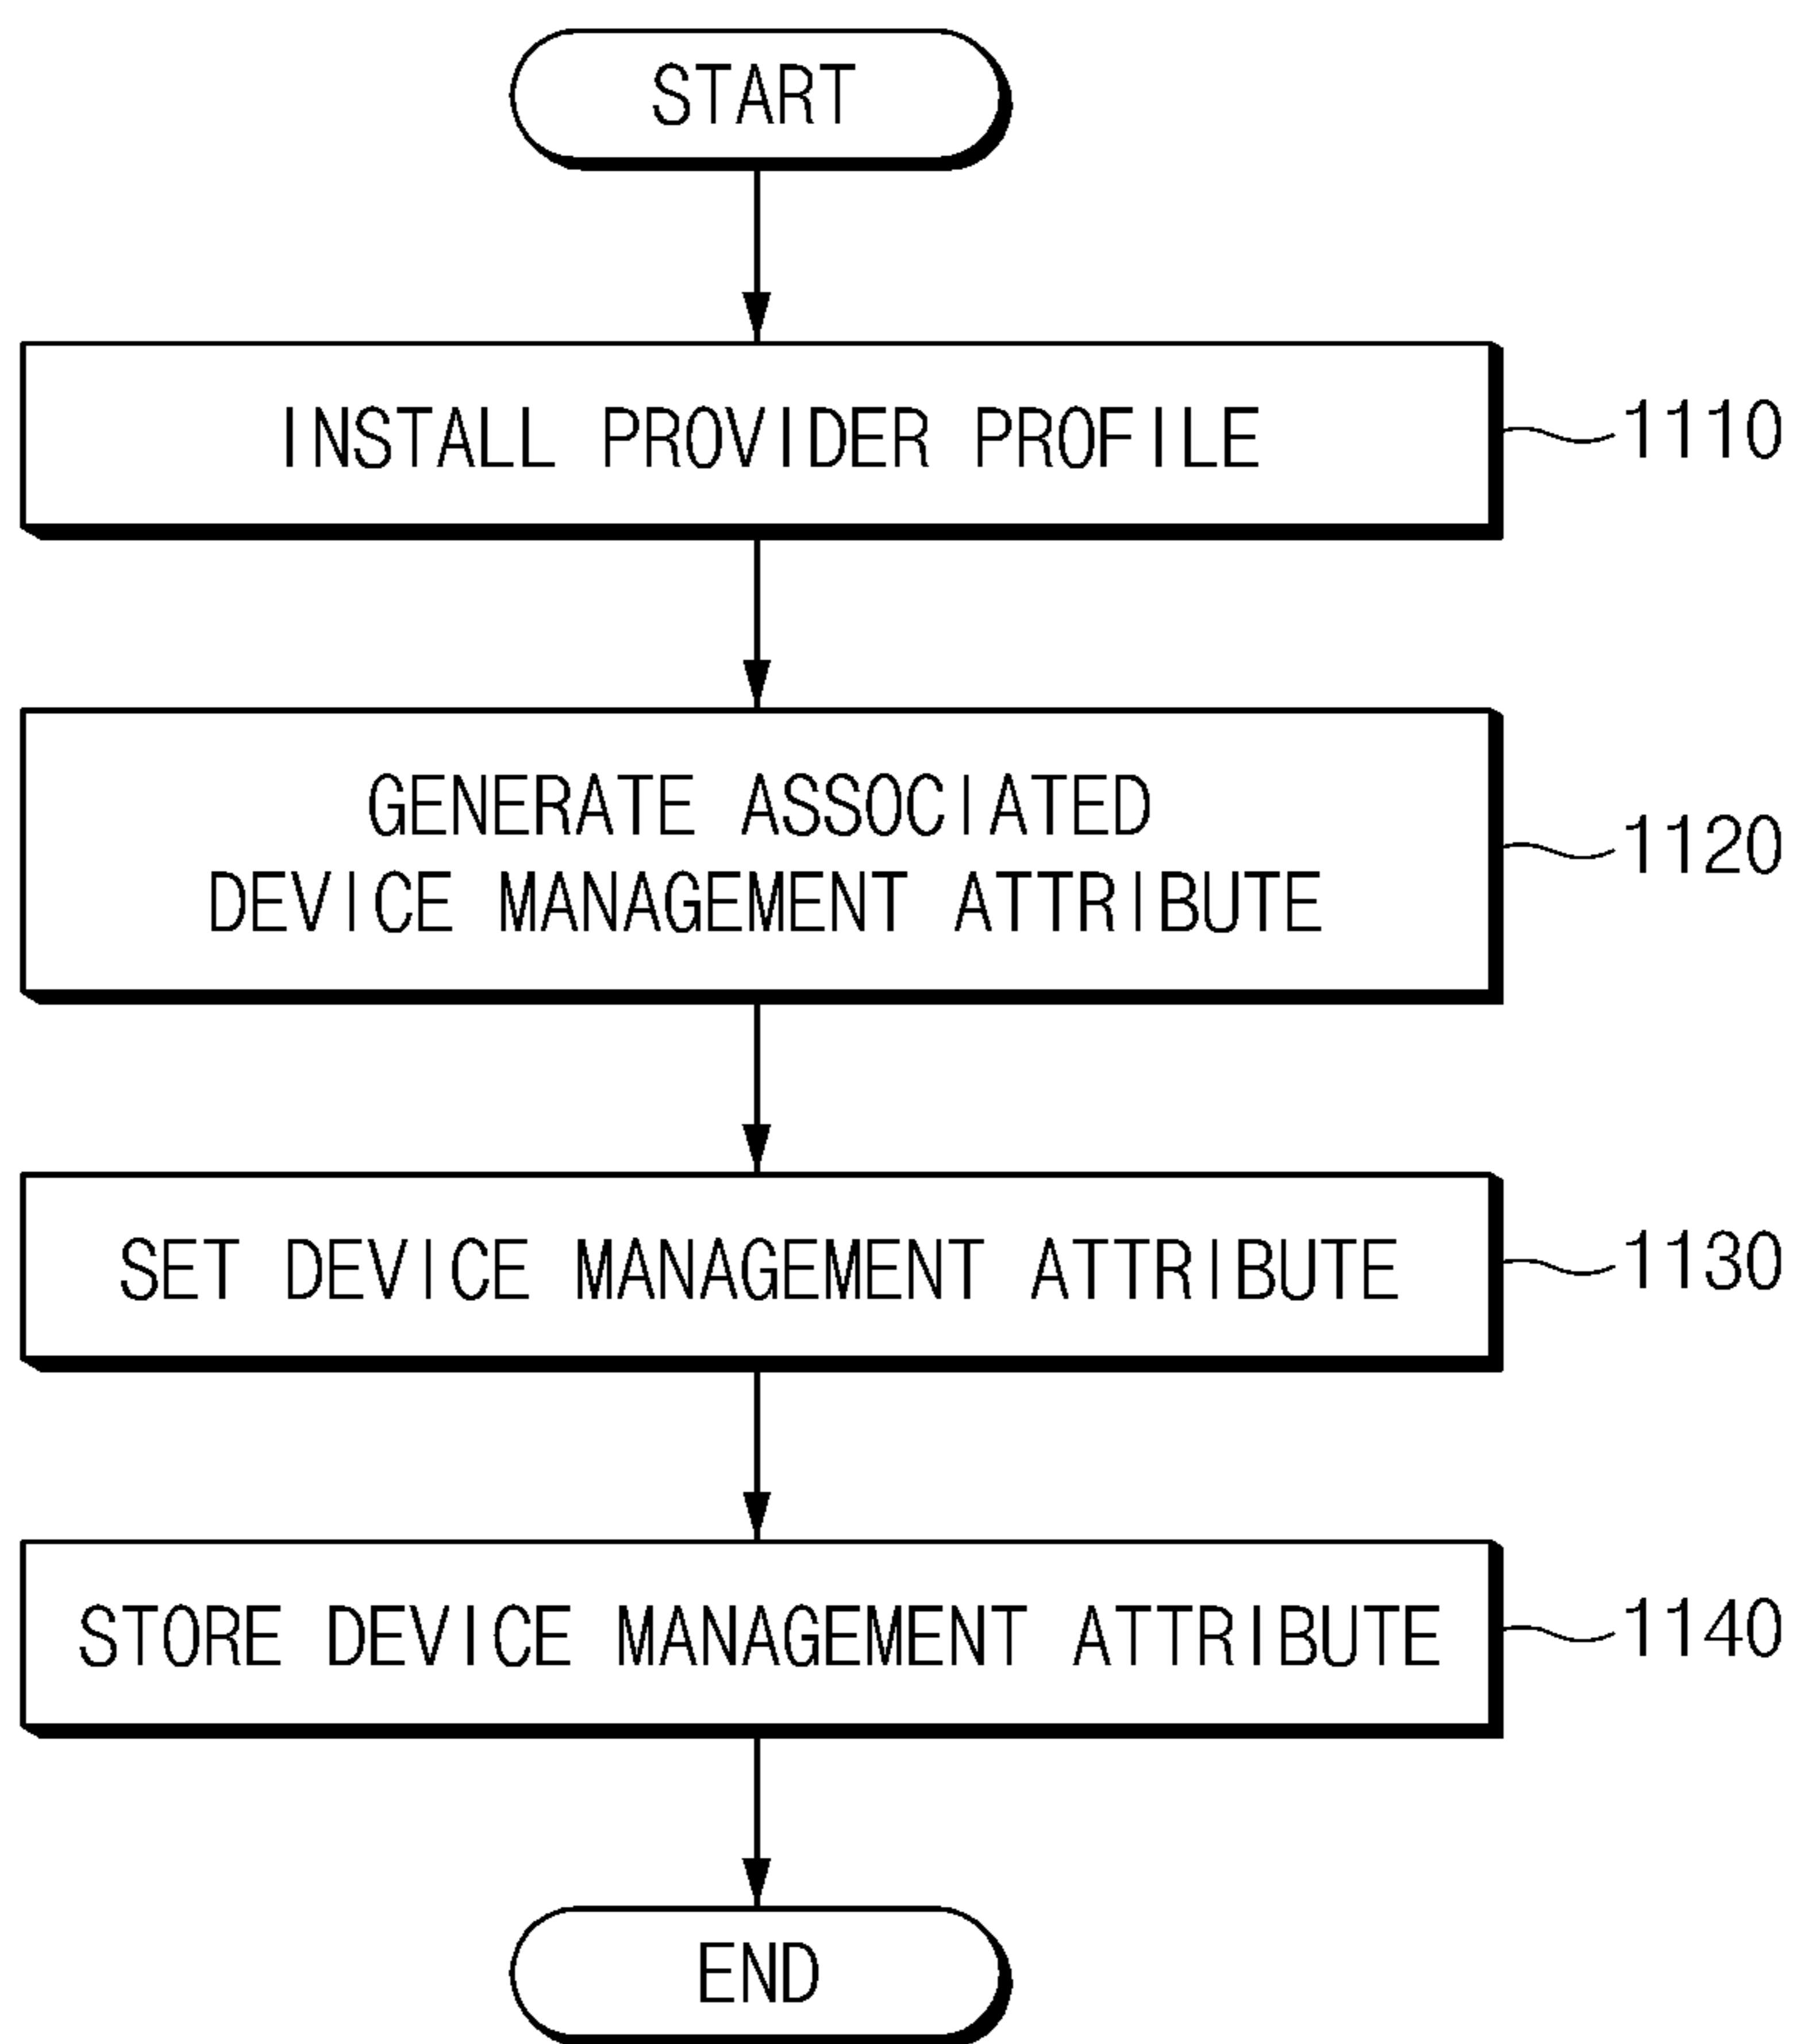 START
INSTALL PROVIDER PROFILE
1110
GENERATE ASSOCIATED
DEVICE MANAGEMENT ATTRIBUTE
1120
SET DEVICE MANAGEMENT ATTRIBUTE
1130
STORE DEVICE MANAGEMENT ATTRIBUTE
1140
END